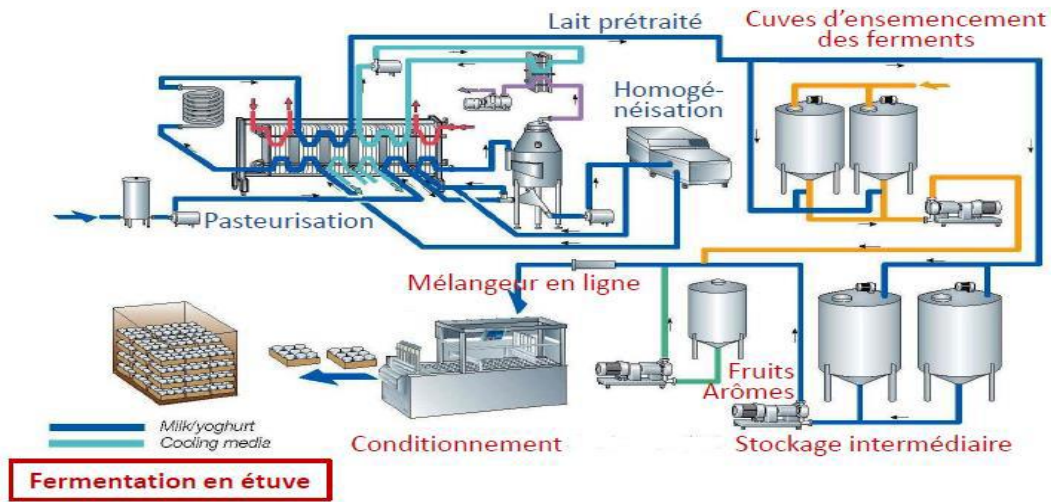 Lait prétraité
Cuves d'ensemencement
des ferments
Homogé-
néisation
Pasteurisation
Mélangeur en ligne
Fruits
Arômes
Milk/yoghurt
Cooling media
Conditionnement
Stockage intermédiaire
Fermentation en étuve